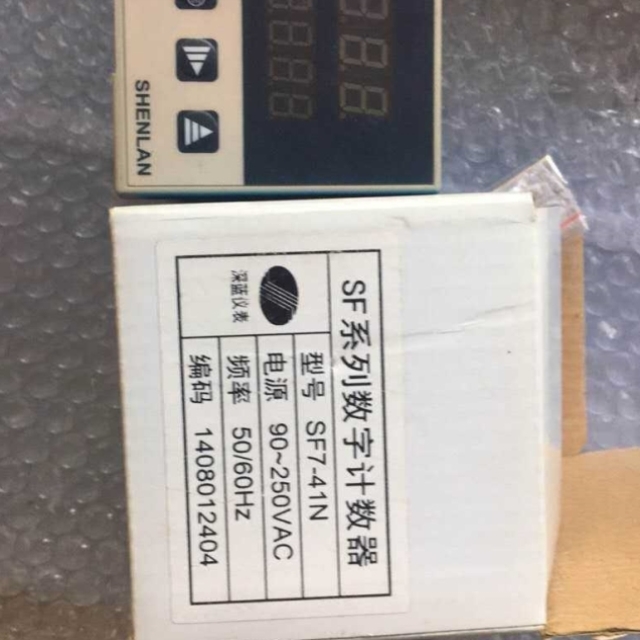 SHENLAN
SF系列数字计数器
深蓝仪表
型号 SF7-41N
电源 90~250VAC
频率 50/60Hz
编码 1408012404